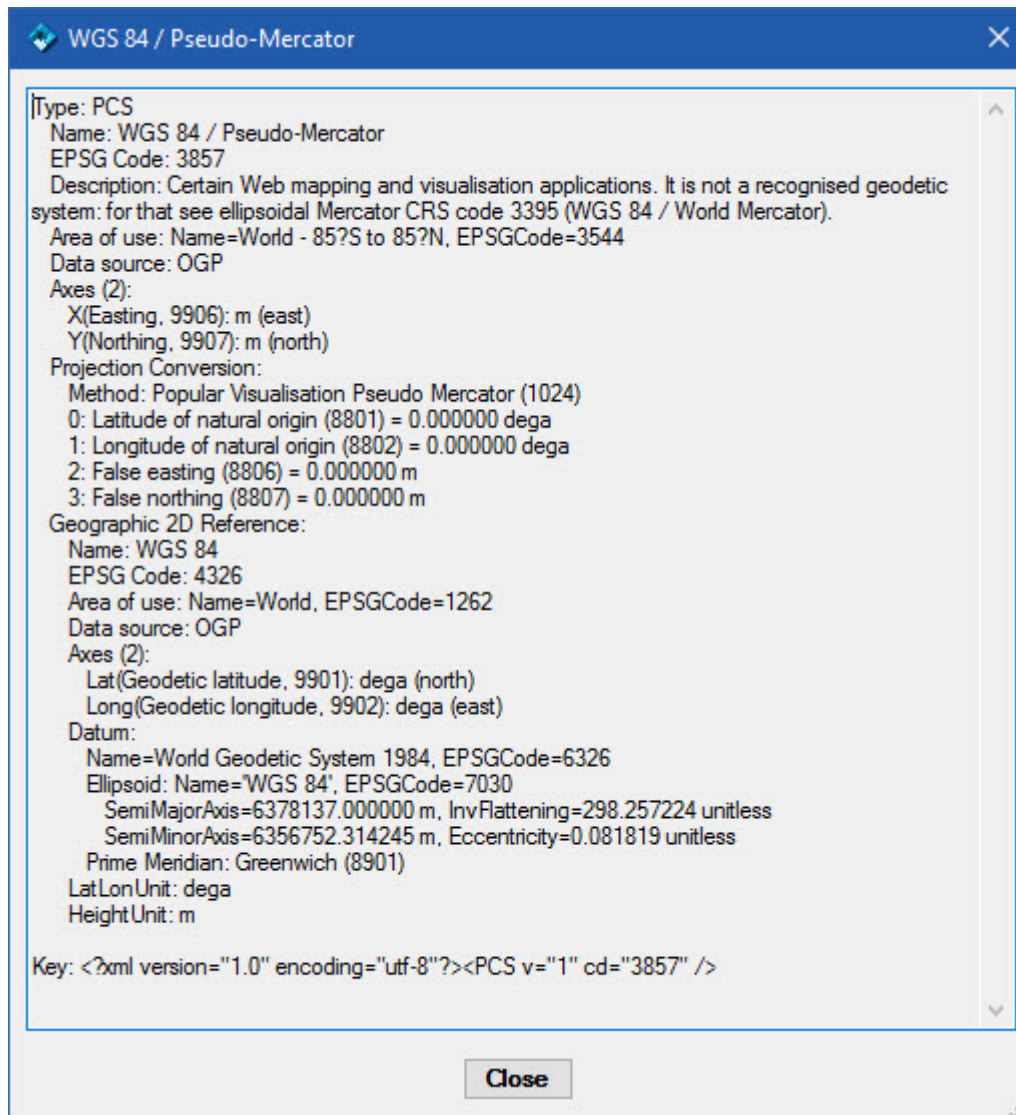 WGS 84 / Pseudo-Mercator
Type: PCS
Name: WGS 84 / Pseudo-Mercator
EPSG Code: 3857
Description: Certain Web mapping and visualisation applications. It is not a recognised geodetic
system: for that see ellipsoidal Mercator CRS code 3395 (WGS 84 / World Mercator).
Area of use: Name=World - 85?S to 85?N, EPSGCode=3544
Data source: OGP
Axes (2):
X(Easting, 9906): m (east)
Y(Northing, 9907): m (north)
Projection Conversion:
Method: Popular Visualisation Pseudo Mercator (1024)
0: Latitude of natural origin (8801) = 0.000000 dega
1: Longitude of natural origin (8802) = 0.000000 dega
2: False easting (8806) = 0.000000 m
3: False northing (8807) = 0.000000 m
Geographic 2D Reference:
Name: WGS 84
EPSG Code: 4326
Area of use: Name=World, EPSGCode=1262
Data source: OGP
Axes (2):
Lat(Geodetic latitude, 9901): dega (north)
Long(Geodetic longitude, 9902): dega (east)
Datum:
Name=World Geodetic System 1984, EPSGCode=6326
Ellipsoid: Name='WGS 84', EPSGCode=7030
SemiMajorAxis=6378137.000000 m, InvFlattening=298.257224 unitless
SemiMinorAxis=6356752.314245 m, Eccentricity=0.081819 unitless
Prime Meridian: Greenwich (8901)
LatLonUnit: dega
HeightUnit: m
Key: <?xml version="1.0" encoding="utf-8"?><PCS v="1" cd="3857" />
Close